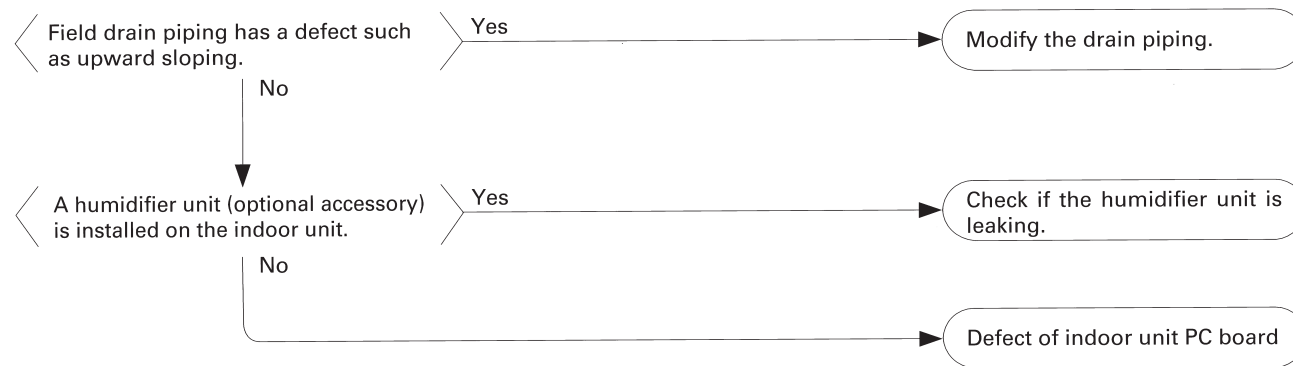 Field drain piping has a defect such
as upward sloping.
Yes
Modify the drain piping.
No
A humidifier unit (optional accessory)
is installed on the indoor unit.
Yes
Check if the humidifier unit is
leaking.
No
Defect of indoor unit PC board